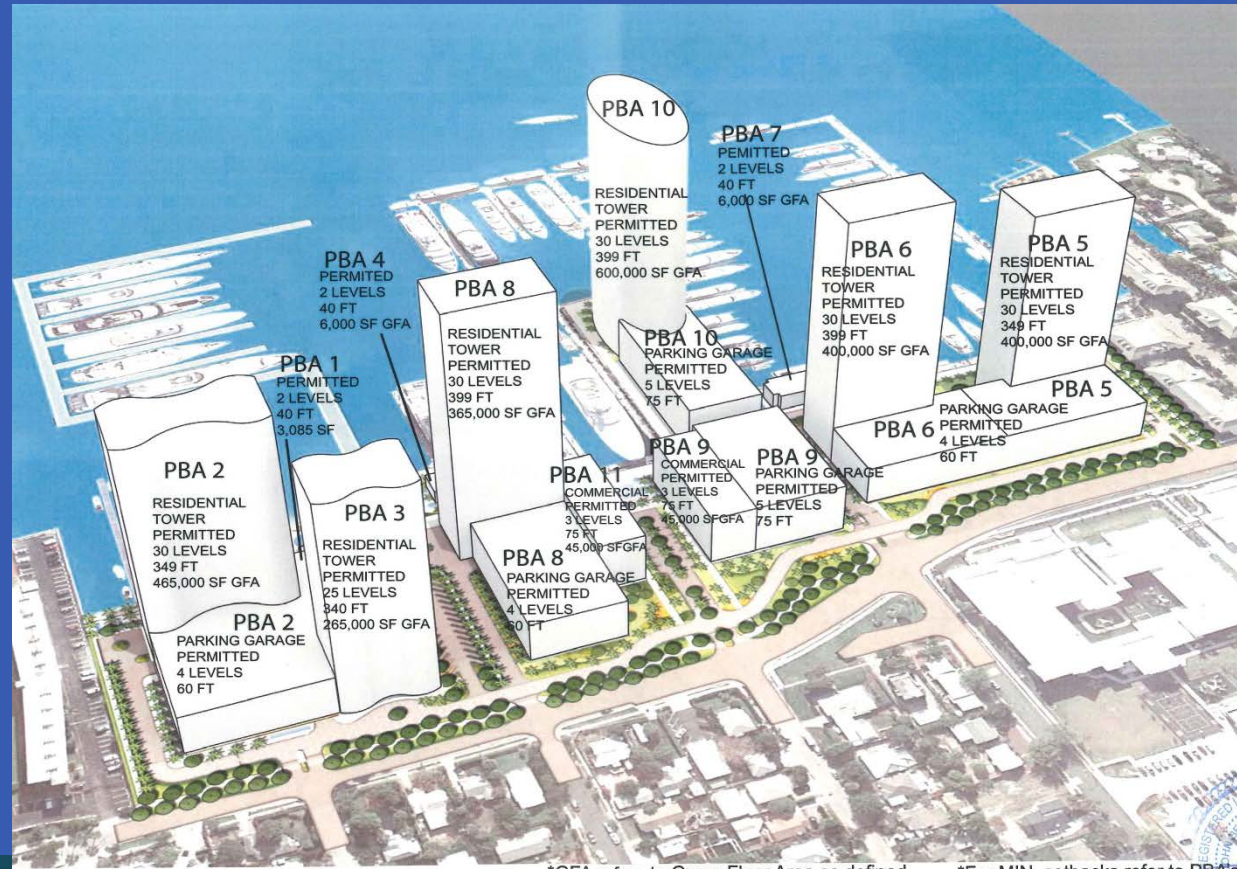 PBA 10
RESIDENTIAL
TOWER
PERMITTED
30 LEVELS
399 FT
600,000 SF GFA
PBA 7
PEMITTED
2 LEVELS
40 FT
6,000 SF GFA
PBA 4
PERMITED
2 LEVELS
40 FT
6,000 SF GFA
PBA 8
RESIDENTIAL
TOWER
PERMITTED
30 LEVELS
399 FT
365,000 SF GFA
PBA 6
RESIDENTIAL
TOWER
PERMITTED
30 LEVELS
399 FT
400,000 SF GFA
PBA 5
RESIDENTIAL
TOWER
PERMITTED
30 LEVELS
349 FT
400,000 SF GFA
PBA 1
PERMITTED
2 LEVELS
40 FT
3,085 SF
PBA 10
PARKING GARAGE
PERMITTED
5 LEVELS
75 FT
PBA 5
PBA 6
PARKING GARAGE
PERMITTED
4 LEVELS
60 FT
PBA 2
RESIDENTIAL
TOWER
PERMITTED
30 LEVELS
349 FT
465,000 SF GFA
PBA 3
RESIDENTIAL
TOWER
PERMITTED
25 LEVELS
340 FT
265,000 SF GFA
PBA 11
COMMERCIAL
PERMITTED
3 LEVELS
75 FT
45,000 SFGFA
PBA 9
COMMERCIAL
PERMITTED
3 LEVELS
75 FT
45,000 SFGFA
PBA 9
PARKING GARAGE
PERMITTED
5 LEVELS
75 FT
PBA 8
PARKING GARAGE
PERMITTED
4 LEVELS
60 FT
PBA 2
PARKING GARAGE
PERMITTED
4 LEVELS
60 FT